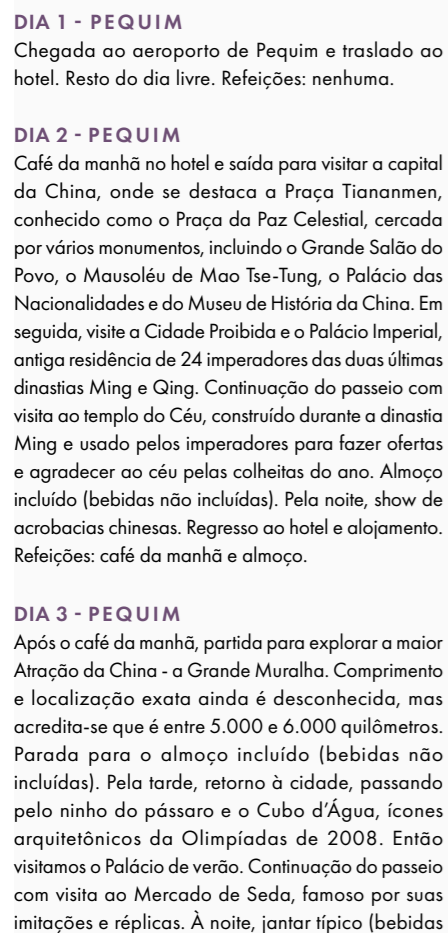 DIA 1 - PEQUIM
Chegada ao aeroporto de Pequim e traslado ao
hotel. Resto do dia livre. Refeições: nenhuma.
DIA 2 - PEQUIM
Café da manhã no hotel e saída para visitar a capital
da China, onde se destaca a Praça Tiananmen,
conhecido como o Praça da Paz Celestial, cercada
por vários monumentos, incluindo o Grande Salão do
Povo, o Mausoléu de Mao Tse-Tung, o Palácio das
Nacionalidades e do Museu de História da China. Em
seguida, visite a Cidade Proibida e o Palácio Imperial,
antiga residência de 24 imperadores das duas últimas
dinastias Ming e Qing. Continuação do passeio com
visita ao templo do Céu, construído durante a dinastia
Ming e usado pelos imperadores para fazer ofertas
e agradecer ao céu pelas colheitas do ano. Almoço
incluído (bebidas não incluídas). Pela noite, show de
acrobacias chinesas. Regresso ao hotel e alojamento.
Refeições: café da manhã e almoço.
DIA 3 - PEQUIM
Após o café da manhã, partida para explorar a maior
Atração da China - a Grande Muralha. Comprimento
e localização exata ainda é desconhecida, mas
acredita-se que é entre 5.000 e 6.000 quilômetros.
Parada para o almoço incluído (bebidas não
incluídas). Pela tarde, retorno à cidade, passando
pelo ninho do pássaro e o Cubo d'Água, ícones
arquitetônicos da Olimpíadas de 2008. Então
visitamos o Palácio de verão. Continuação do passeio
com visita ao Mercado de Seda, famoso por suas
imitações e réplicas. À noite, jantar típico (bebidas